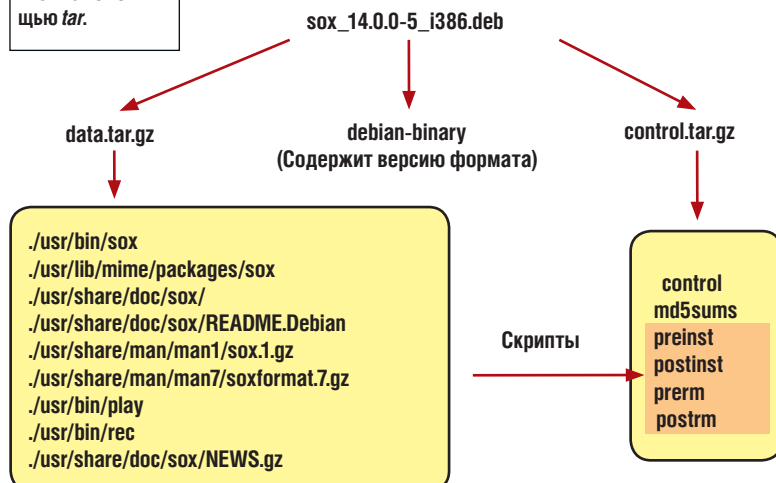 щью tar.
sox_14.0.0-5_i386.deb
data.tar.gz
debian-binary
(Содержит версию формата)
control.tar.gz
./usr/bin/sox
./usr/lib/mime/packages/sox
./usr/share/doc/sox/
./usr/share/doc/sox/README.Debian
./usr/share/man/man1/sox.1.gz
./usr/share/man/man7/soxformat.7.gz
./usr/bin/play
./usr/bin/rec
./usr/share/doc/sox/NEWS.gz
Скрипты
control
md5sums
preinst
postinst
prerm
postrm